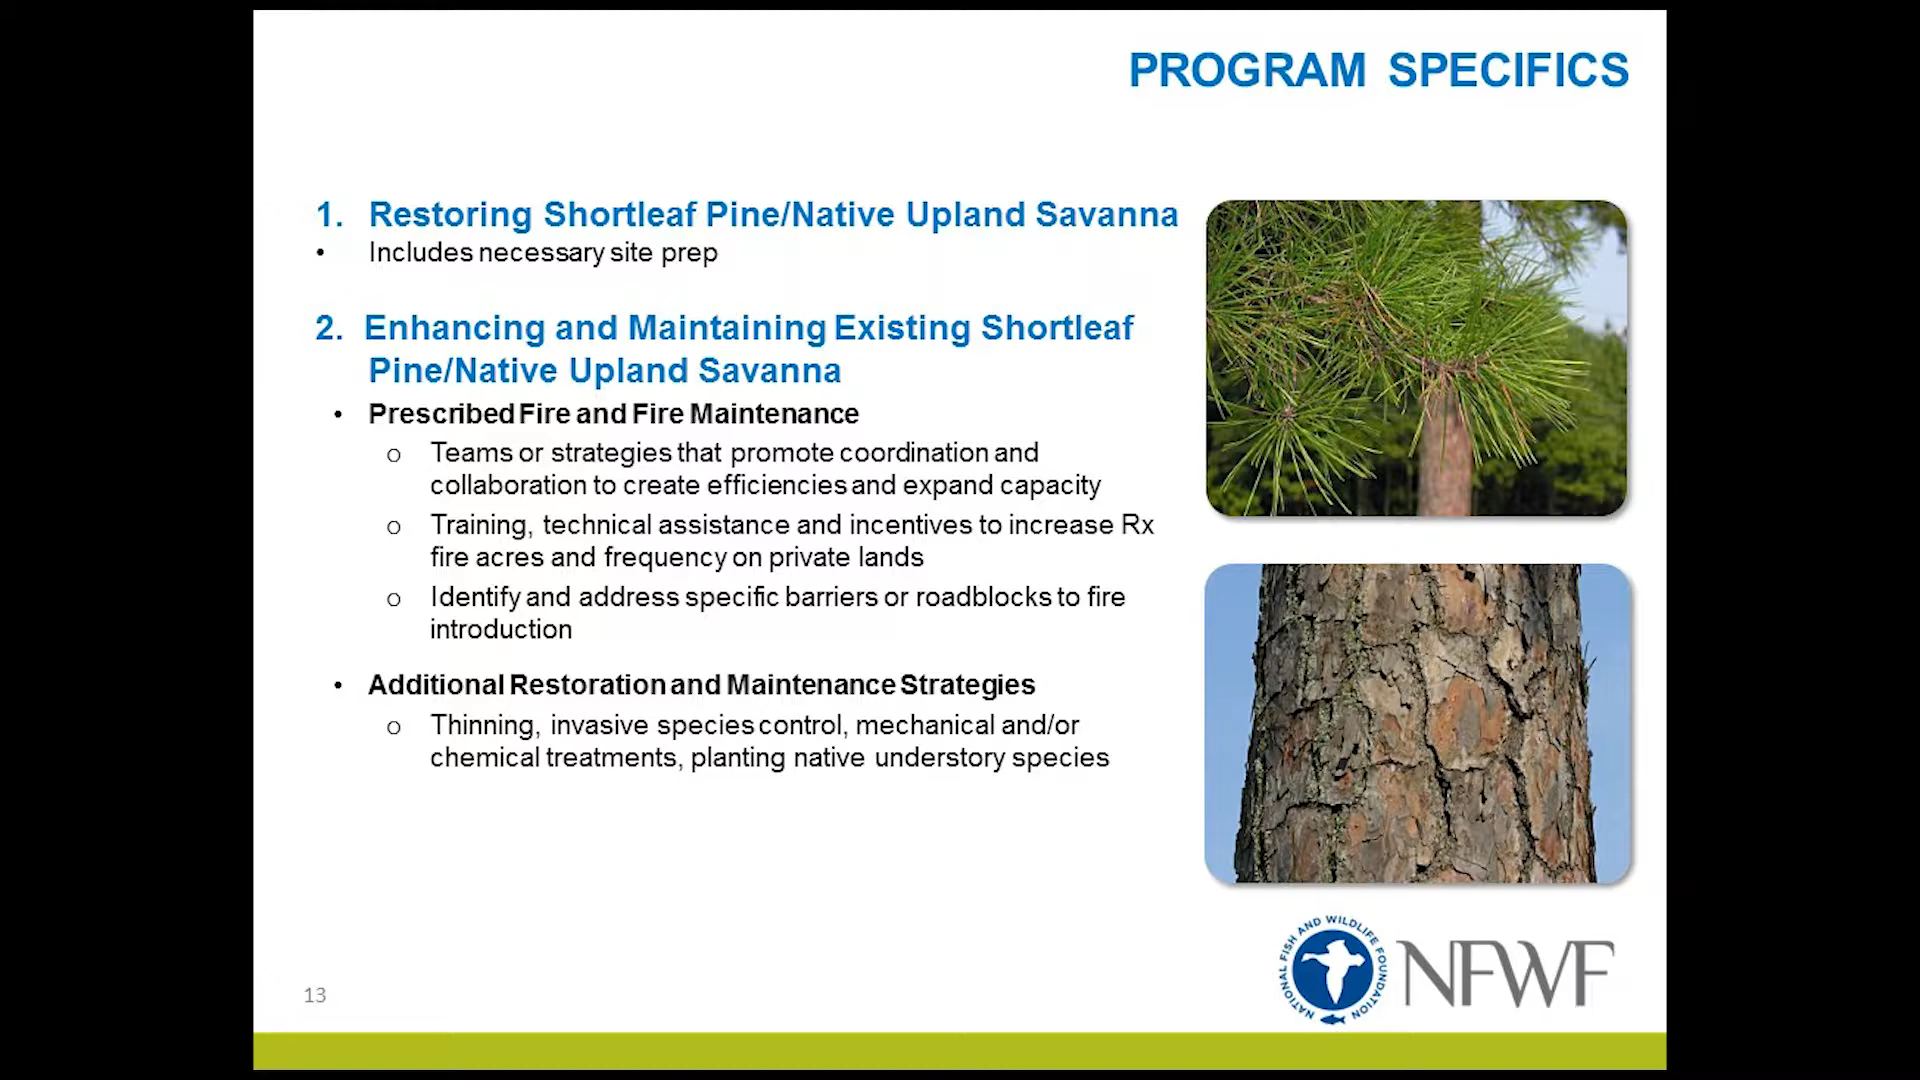 PROGRAM SPECIFICS
1. Restoring Shortleaf Pine/Native Upland Savanna
• Includes necessary site prep
2. Enhancing and Maintaining Existing Shortleaf
Pine/Native Upland Savanna
• Prescribed Fire and Fire Maintenance
o Teams or strategies that promote coordination and
collaboration to create efficiencies and expand capacity
o Training, technical assistance and incentives to increase Rx
fire acres and frequency on private lands
o Identify and address specific barriers or roadblocks to fire
introduction
• Additional Restoration and Maintenance Strategies
o Thinning, invasive species control, mechanical and/or
chemical treatments, planting native understory species
NATIONAL FISH AND WILDLIFE FOUNDATION
NFWF
13